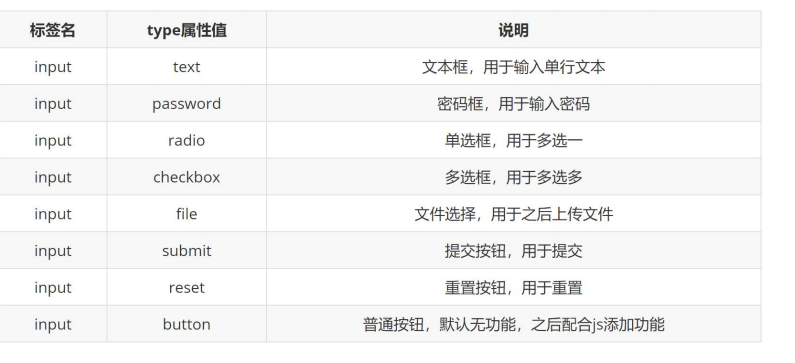 标签名 type属性值 说明
input text 文本框，用于输入单行文本
input password 密码框，用于输入密码
input radio 单选框，用于多选一
input checkbox 多选框，用于多选多
input file 文件选择，用于之后上传文件
input submit 提交按钮，用于提交
input reset 重置按钮，用于重置
input button 普通按钮，默认无功能，之后配合js添加功能